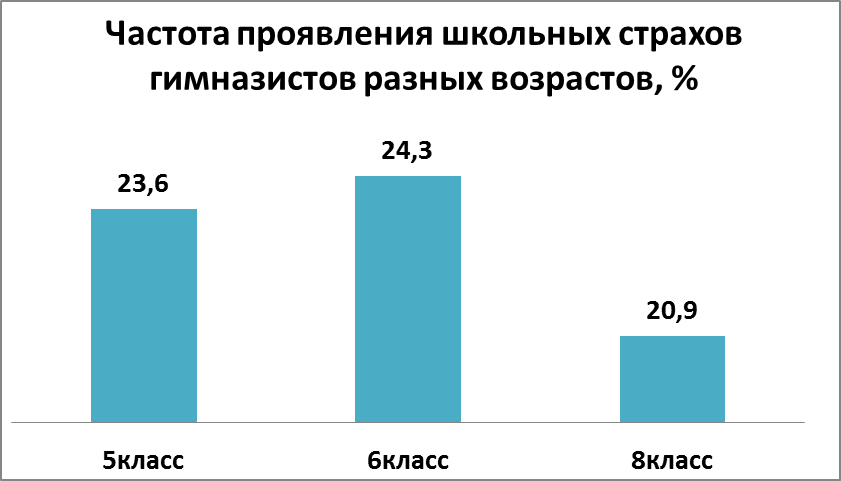 Частота проявления школьных страхов
гимназистов разных возрастов, %
23,6
24,3
20,9
5класс
6класс
8класс